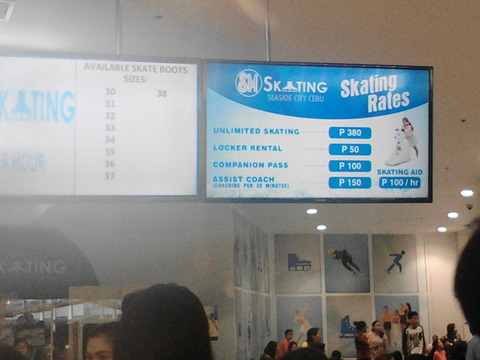 SKATING
R HOUR
AVAILABLE SKATE BOOTS
SIZES:
30 38
31
32
33
34
35
36
37
SM SKATING
SEASIDE CITY CEBU
Skating
Rates
UNLIMITED SKATING P 380
LOCKER RENTAL P 50
COMPANION PASS P 100
ASSIST COACH P 150
(COACHING PER 30 MINUTES)
SKATING AID
P 100 / hr
SKATING